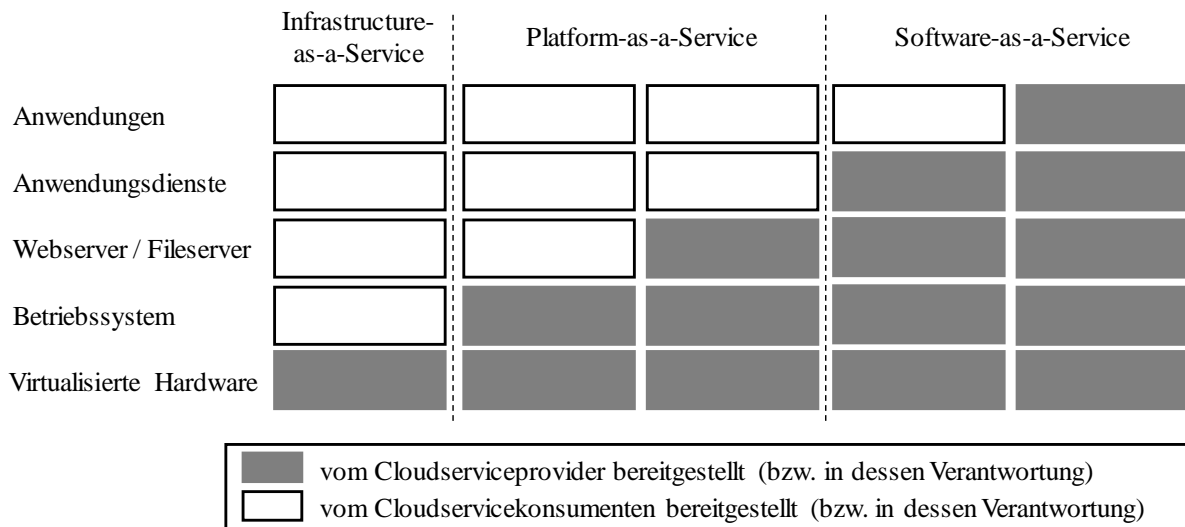 Infrastructure-
as-a-Service
Platform-as-a-Service
Software-as-a-Service
Anwendungen
Anwendungsdienste
Webserver / Fileserver
Betriebssystem
Virtualisierte Hardware
vom Cloudserviceprovider bereitgestellt (bzw. in dessen Verantwortung)
vom Cloudservicekonsumenten bereitgestellt (bzw. in dessen Verantwortung)